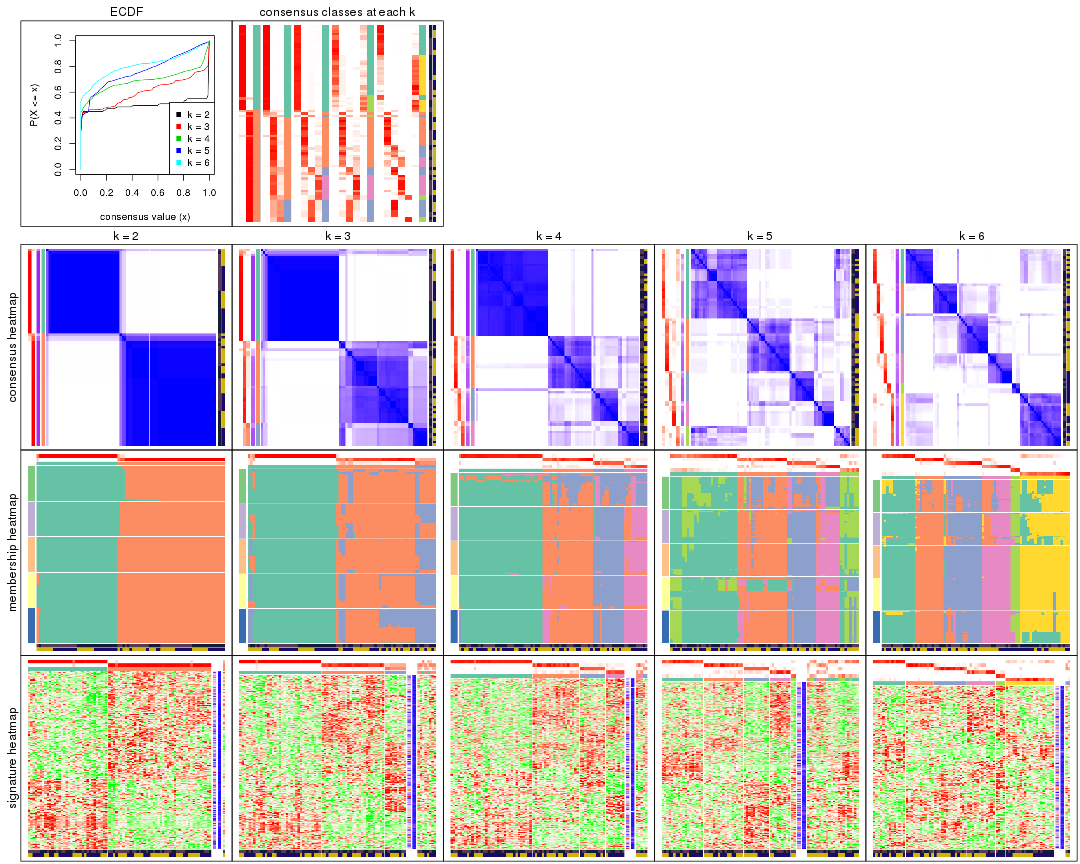 ECDF
consensus classes at each k
P(X <= x)
1.0
0.8
0.6
0.4
0.2
0.0
k = 2
k = 3
k = 4
k = 5
k = 6
0.0 0.2 0.4 0.6 0.8 1.0
consensus value (x)
k = 2
k = 3
k = 4
k = 5
k = 6
consensus heatmap
membership heatmap
signature heatmap